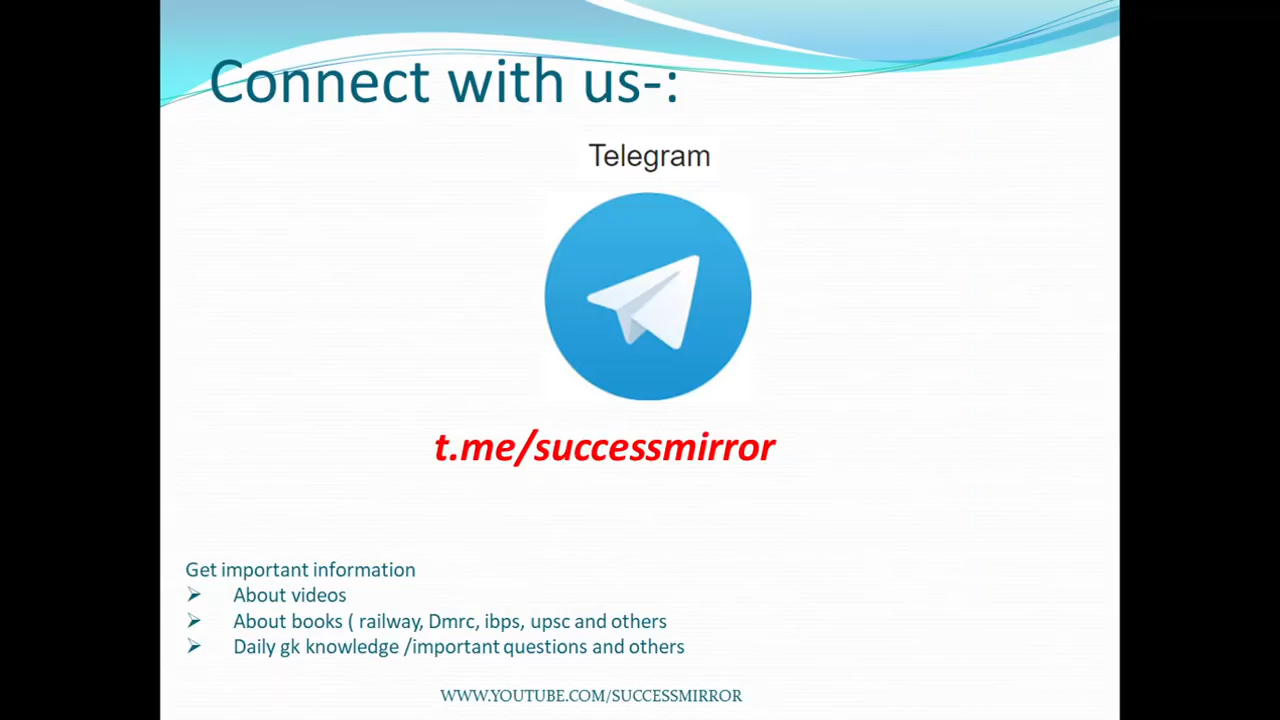 Connect with us-:
Telegram
t.me/successmirror
Get important information
About videos
About books ( railway, Dmrc, ibps, upsc and others
Daily gk knowledge /important questions and others
WWW.YOUTUBE.COM/SUCCESSMIRROR